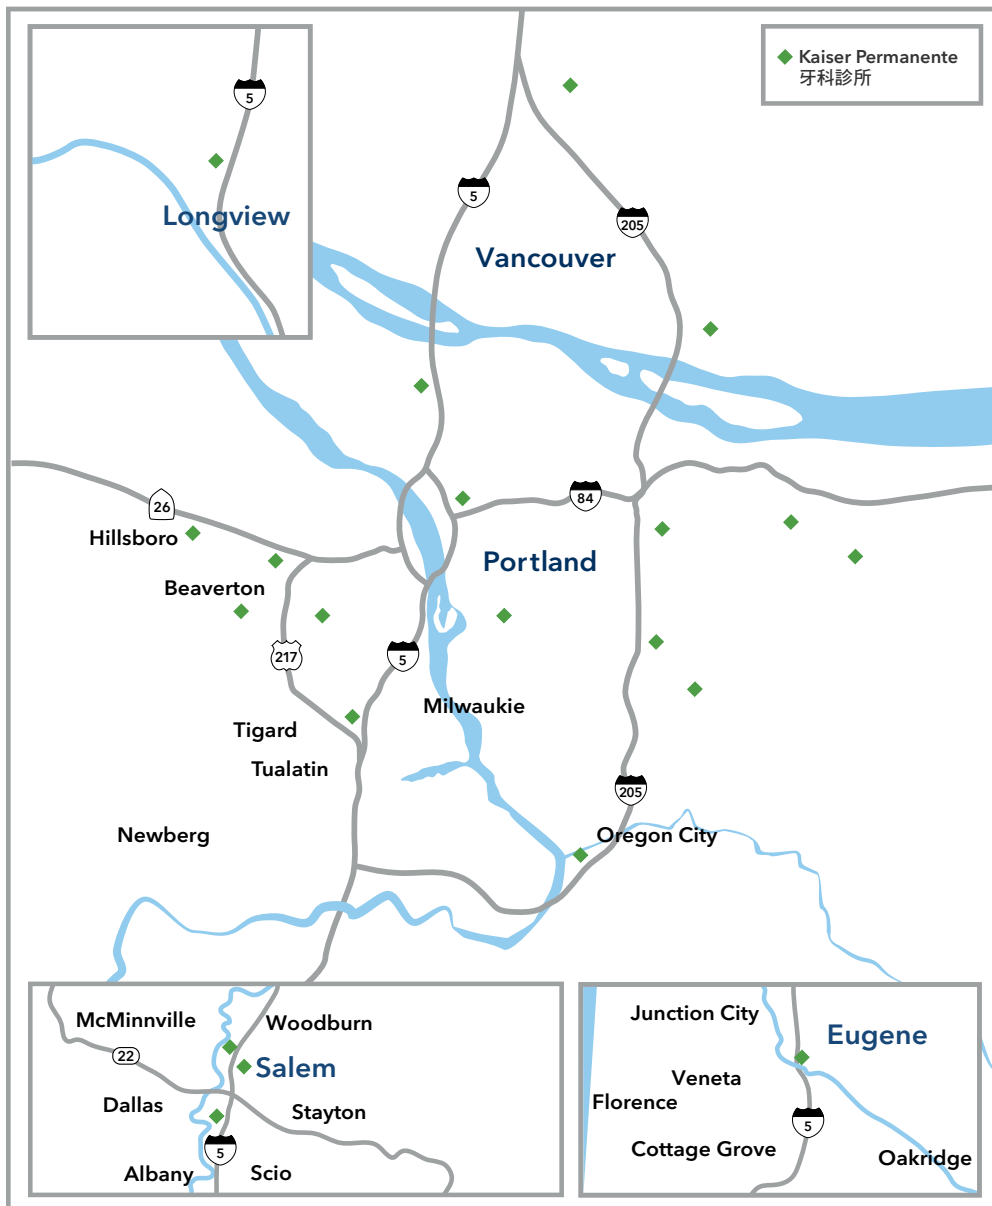 Kaiser Permanente
牙科診所
5
Longview
5
205
Vancouver
26
84
Hillsboro
Portland
Beaverton
217
5
Milwaukie
Tigard
Tualatin
205
Newberg
Oregon City
McMinnville
Woodburn
22
Salem
Dallas
Stayton
5
Albany
Scio
Junction City
Eugene
Veneta
Florence
5
Cottage Grove
Oakridge